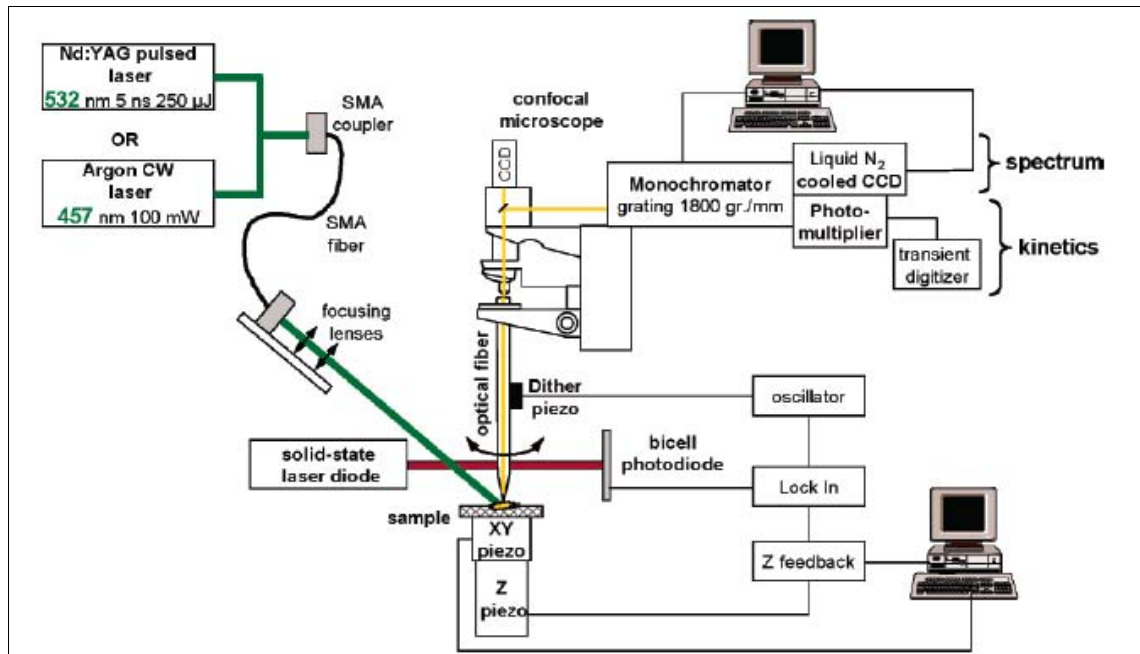 Nd:YAG pulsed
laser
532 nm 5 ns 250 µJ
OR
Argon CW
laser
457 nm 100 mW
SMA
coupler
SMA
fiber
focusing
lenses
confocal
microscope
CCD
Monochromator
grating 1800 gr./mm
Liquid N2
cooled CCD
Photo-
multiplier
transient
digitizer
spectrum
kinetics
optical fiber
Dither
piezo
oscillator
solid-state
laser diode
bicell
photodiode
Lock In
sample
XY
piezo
Z
piezo
Z feedback